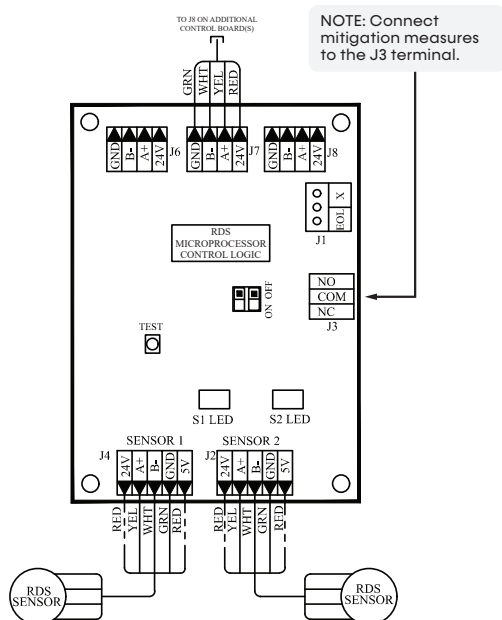 TO J8 ON ADDITIONAL
CONTROL BOARD(S)
NOTE: Connect
mitigation measures
to the J3 terminal.
GRN
WHT
YEL
RED
GND
B-
A+
24V
J6
GND
B-
A+
24V
J7
GND
B-
A+
24V
J8
EOL X
J1
RDS
MICROPROCESSOR
CONTROL LOGIC
ON OFF
NO
COM
NC
J3
TEST
S1 LED
S2 LED
J4
SENSOR 1
24V
A+
B-
GND
5V
J2
SENSOR 2
24V
A+
B-
GND
5V
RED
YEL
WHT
GRN
RED
RED
YEL
WHT
GRN
RED
RDS
SENSOR
RDS
SENSOR